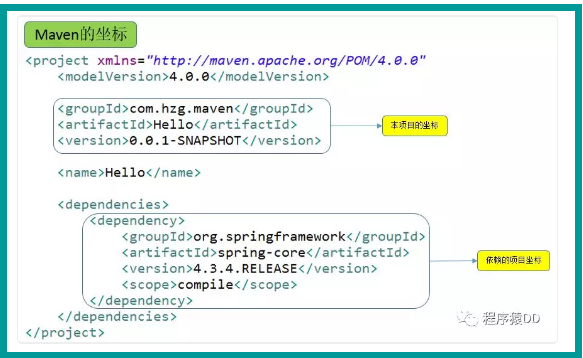 Maven的坐标
<project xmlns="http://maven.apache.org/POM/4.0.0"
<modelVersion>4.0.0</modelVersion>
<groupId>com.hzg.maven</groupId>
<artifactId>Hello</artifactId>
<version>0.0.1-SNAPSHOT</version>
本项目的坐标
<name>Hello</name>
<dependencies>
<dependency>
<groupId>org.springframework</groupId>
<artifactId>spring-core</artifactId>
<version>4.3.4.RELEASE</version>
<scope>compile</scope>
</dependency>
依赖的项目坐标
</dependencies>
</project>
程序猿DD